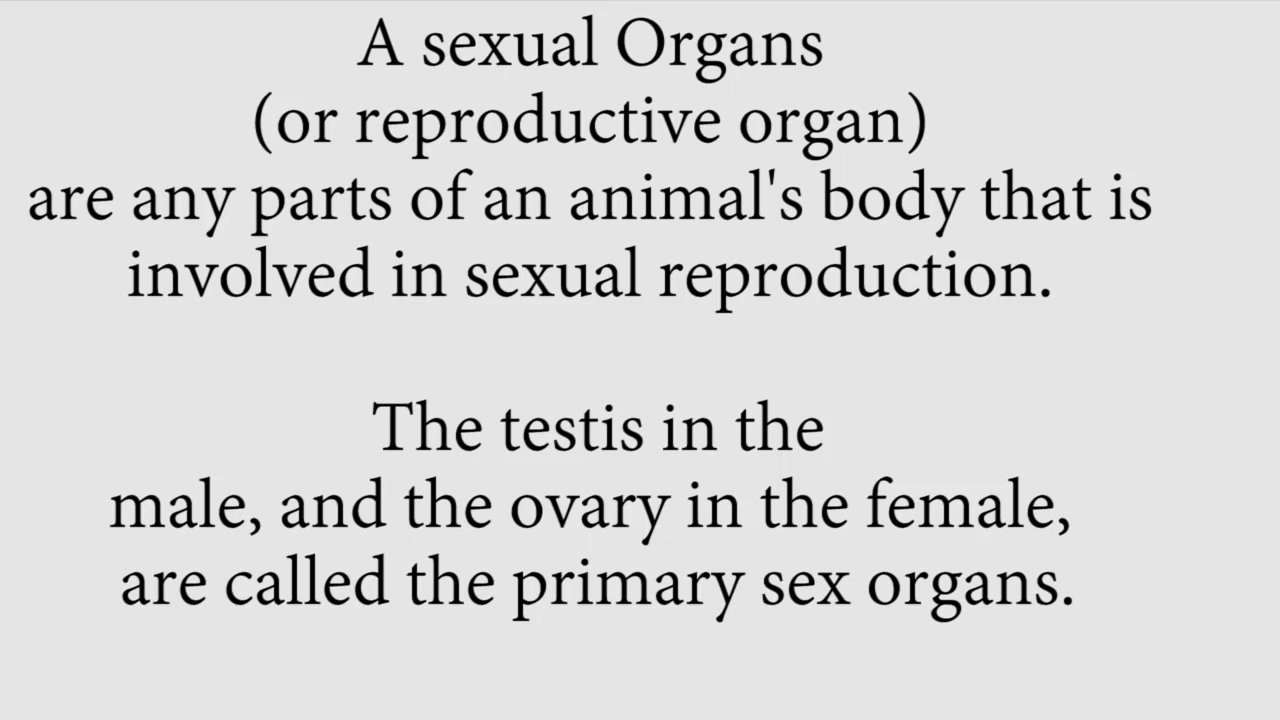 A sexual Organs
(or reproductive organ)
are any parts of an animal's body that is
involved in sexual reproduction.
The testis in the
male, and the ovary in the female,
are called the primary sex organs.